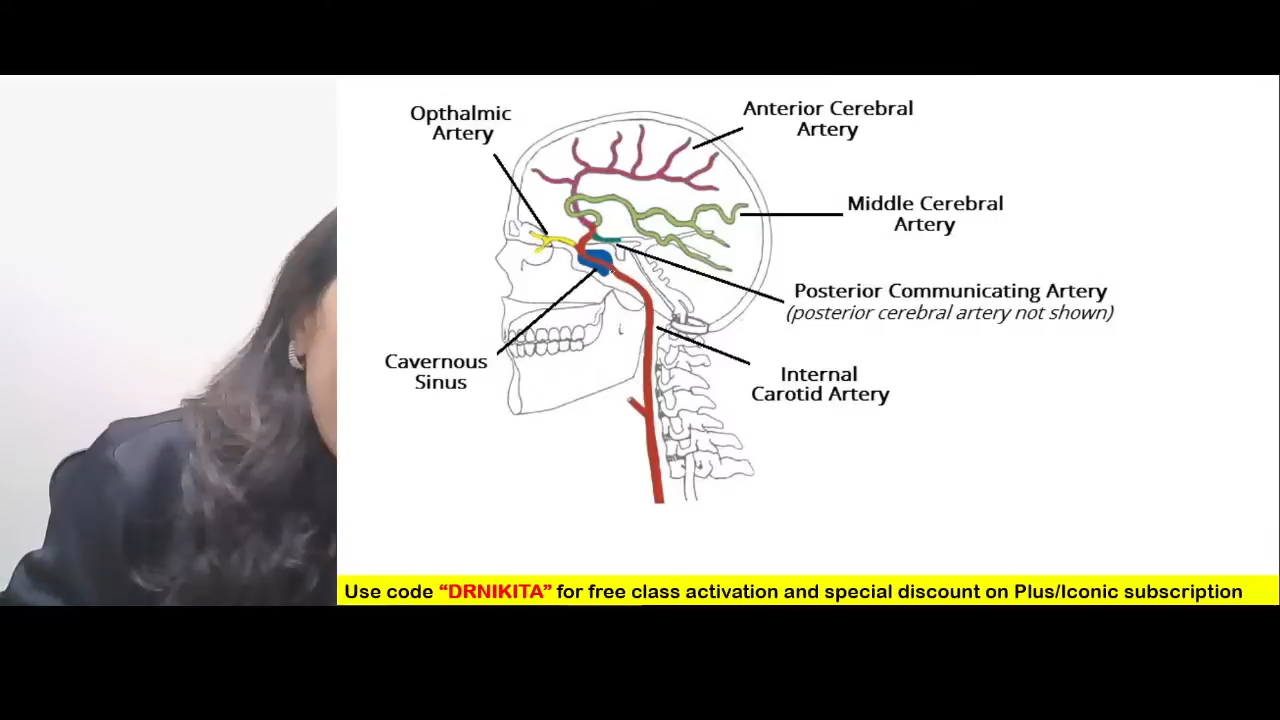 Opthalmic
Artery
Anterior Cerebral
Artery
Middle Cerebral
Artery
Posterior Communicating Artery
(posterior cerebral artery not shown)
Cavernous
Sinus
Internal
Carotid Artery
Use code “DRNIKITA” for free class activation and special discount on Plus/Iconic subscription